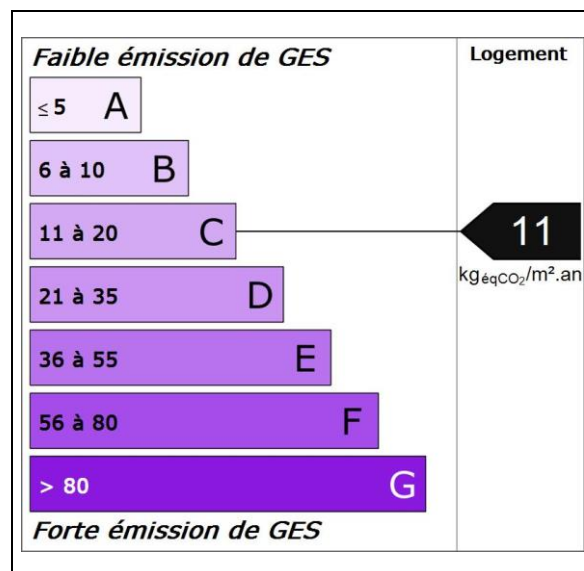 Faible émission de GES
Logement
≤ 5 A
6 à 10 B
11 à 20 C
11
kgéqCO₂/m².an
21 à 35 D
36 à 55 E
56 à 80 F
> 80 G
Forte émission de GES